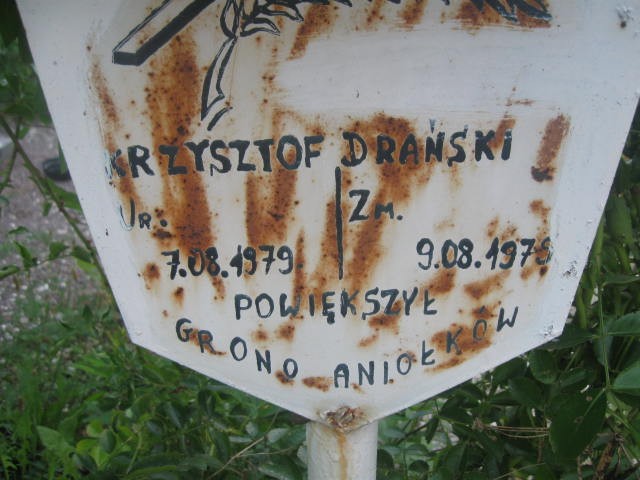 KRZYSZTOF DRAŃSKI
Ur. Zm.
7.08.1979. 9.08.1979
POWIĘKSZYŁ
GRONO ANIOŁKÓW